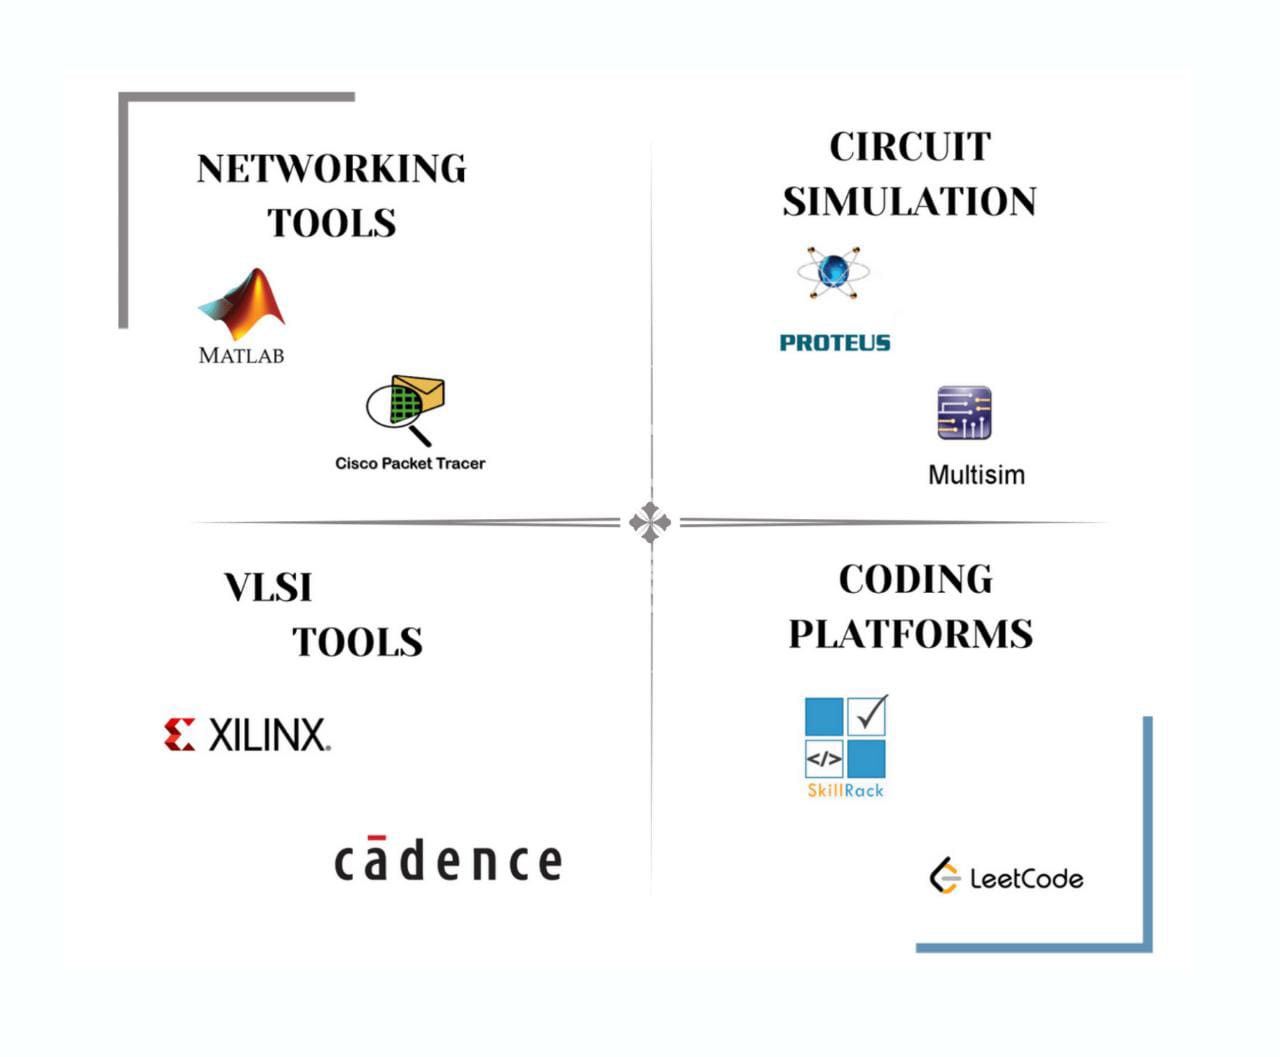 NETWORKING
TOOLS
MATLAB
Cisco Packet Tracer
CIRCUIT
SIMULATION
PROTEUS
Multisim
VLSI
TOOLS
XILINX.
cādence
CODING
PLATFORMS
</>
SkillRack
LeetCode